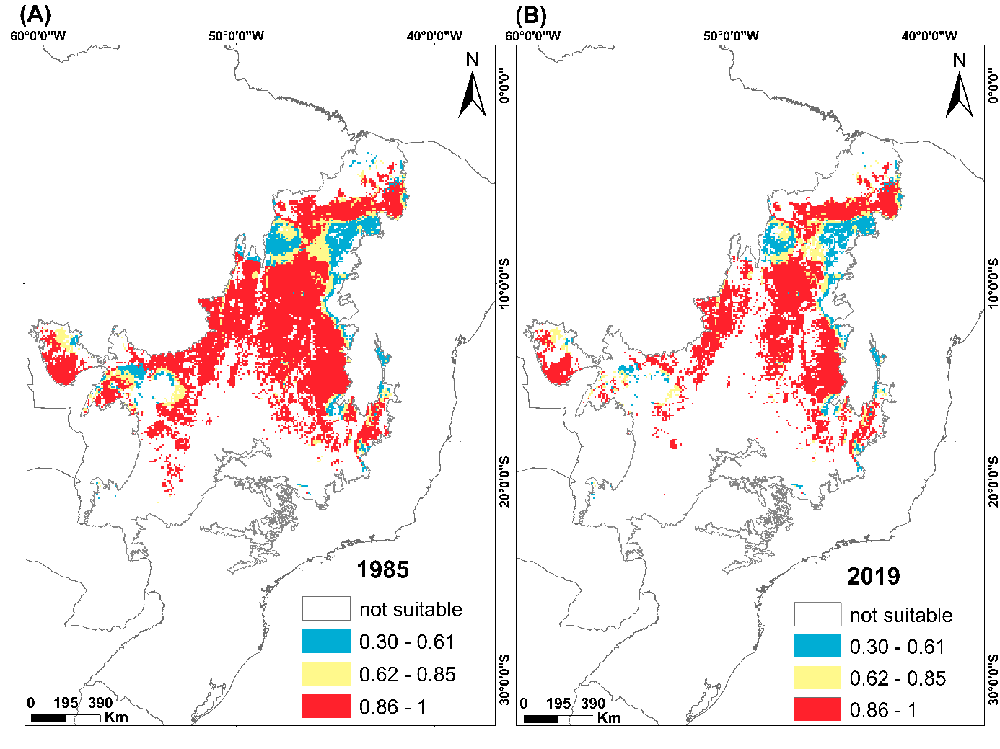 (A)
60°0'0"W 50°0'0"W 40°0'0"W
N
0°0'0"
10°0'0"S
20°0'0"S
30°0'0"S
1985
not suitable
0.30 - 0.61
0.62 - 0.85
0.86 - 1
0 195 390
Km
(B)
60°0'0"W 50°0'0"W 40°0'0"W
N
0°0'0"
10°0'0"S
20°0'0"S
30°0'0"S
2019
not suitable
0.30 - 0.61
0.62 - 0.85
0.86 - 1
0 195 390
Km